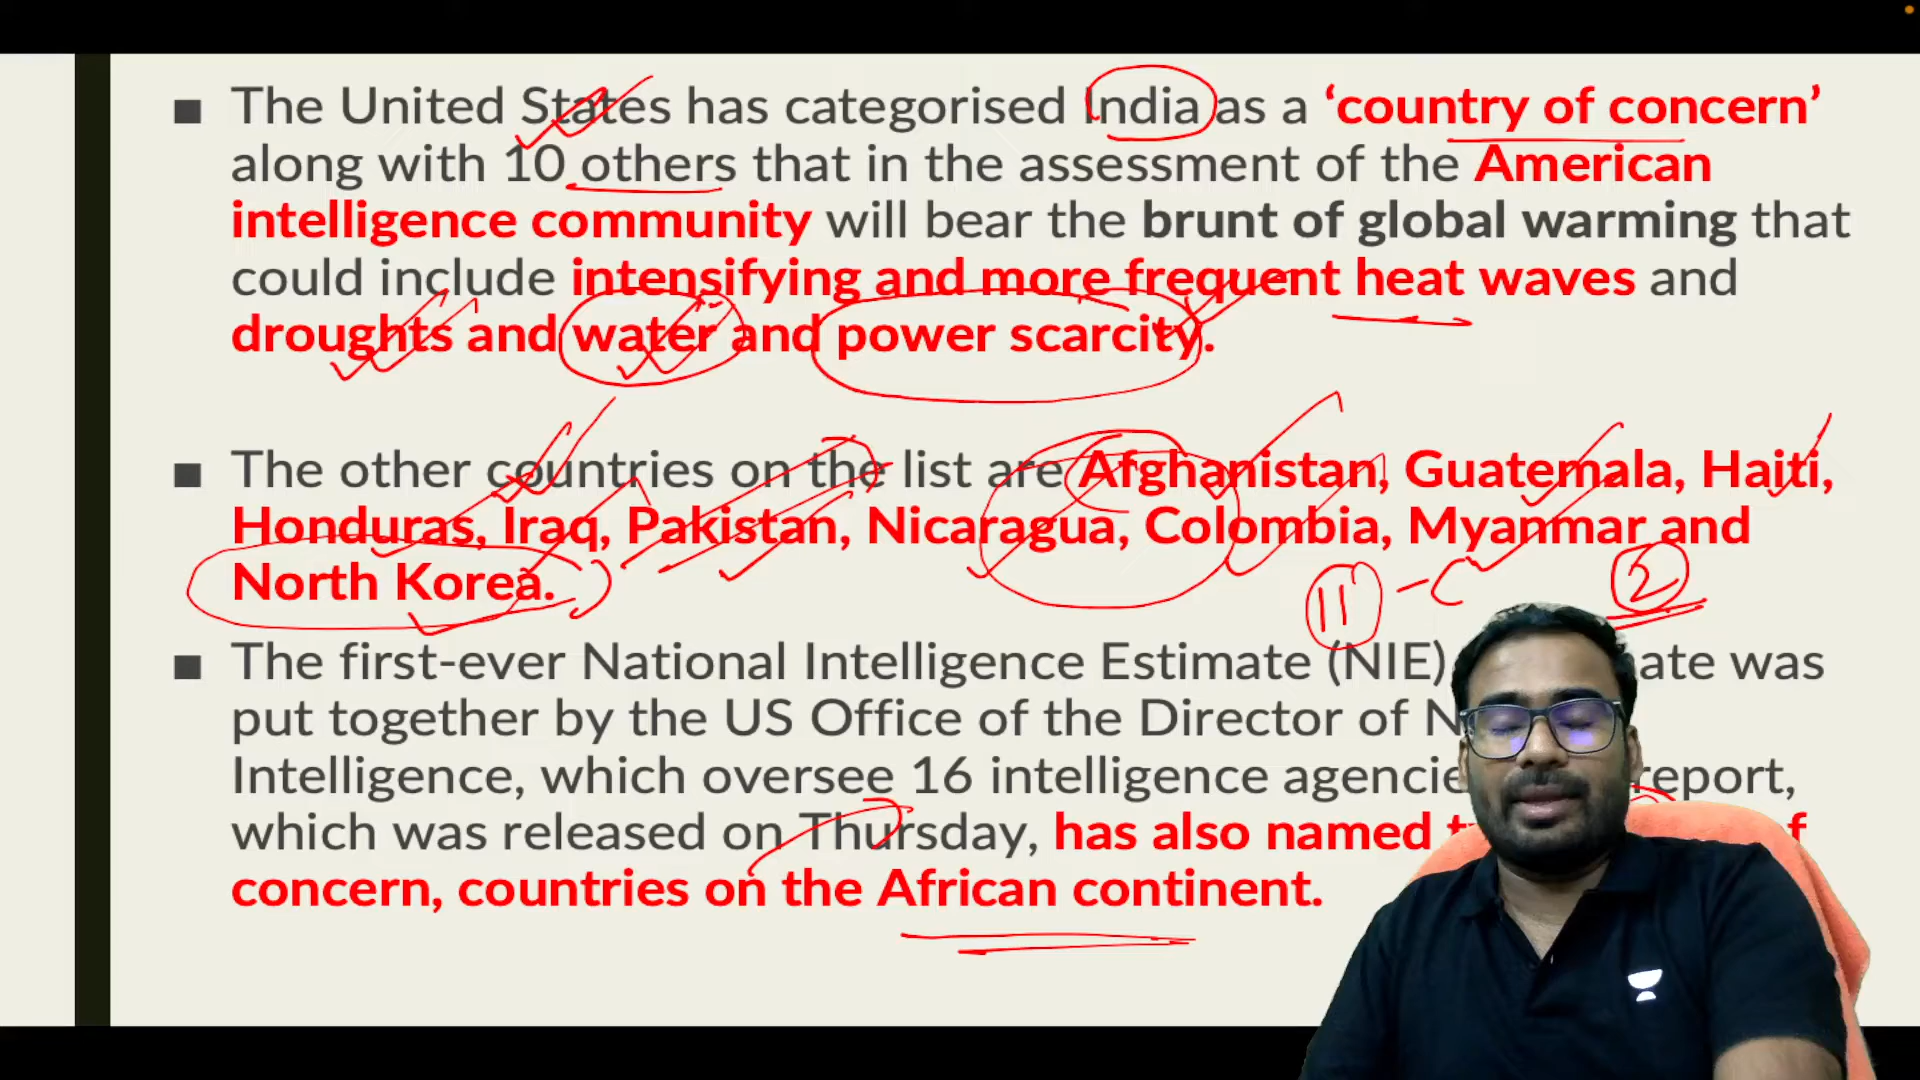 The United States has categorised India as a ‘country of concern’
along with 10 others that in the assessment of the American
intelligence community will bear the brunt of global warming that
could include intensifying and more frequent heat waves and
droughts and water and power scarcity.
The other countries on the list are Afghanistan, Guatemala, Haiti,
Honduras, Iraq, Pakistan, Nicaragua, Colombia, Myanmar and
North Korea.
11 - C 2
The first-ever National Intelligence Estimate (NIE) was
put together by the US Office of the Director of
Intelligence, which oversee 16 intelligence report,
which was released on Thursday, has also named
concern, countries on the African continent.